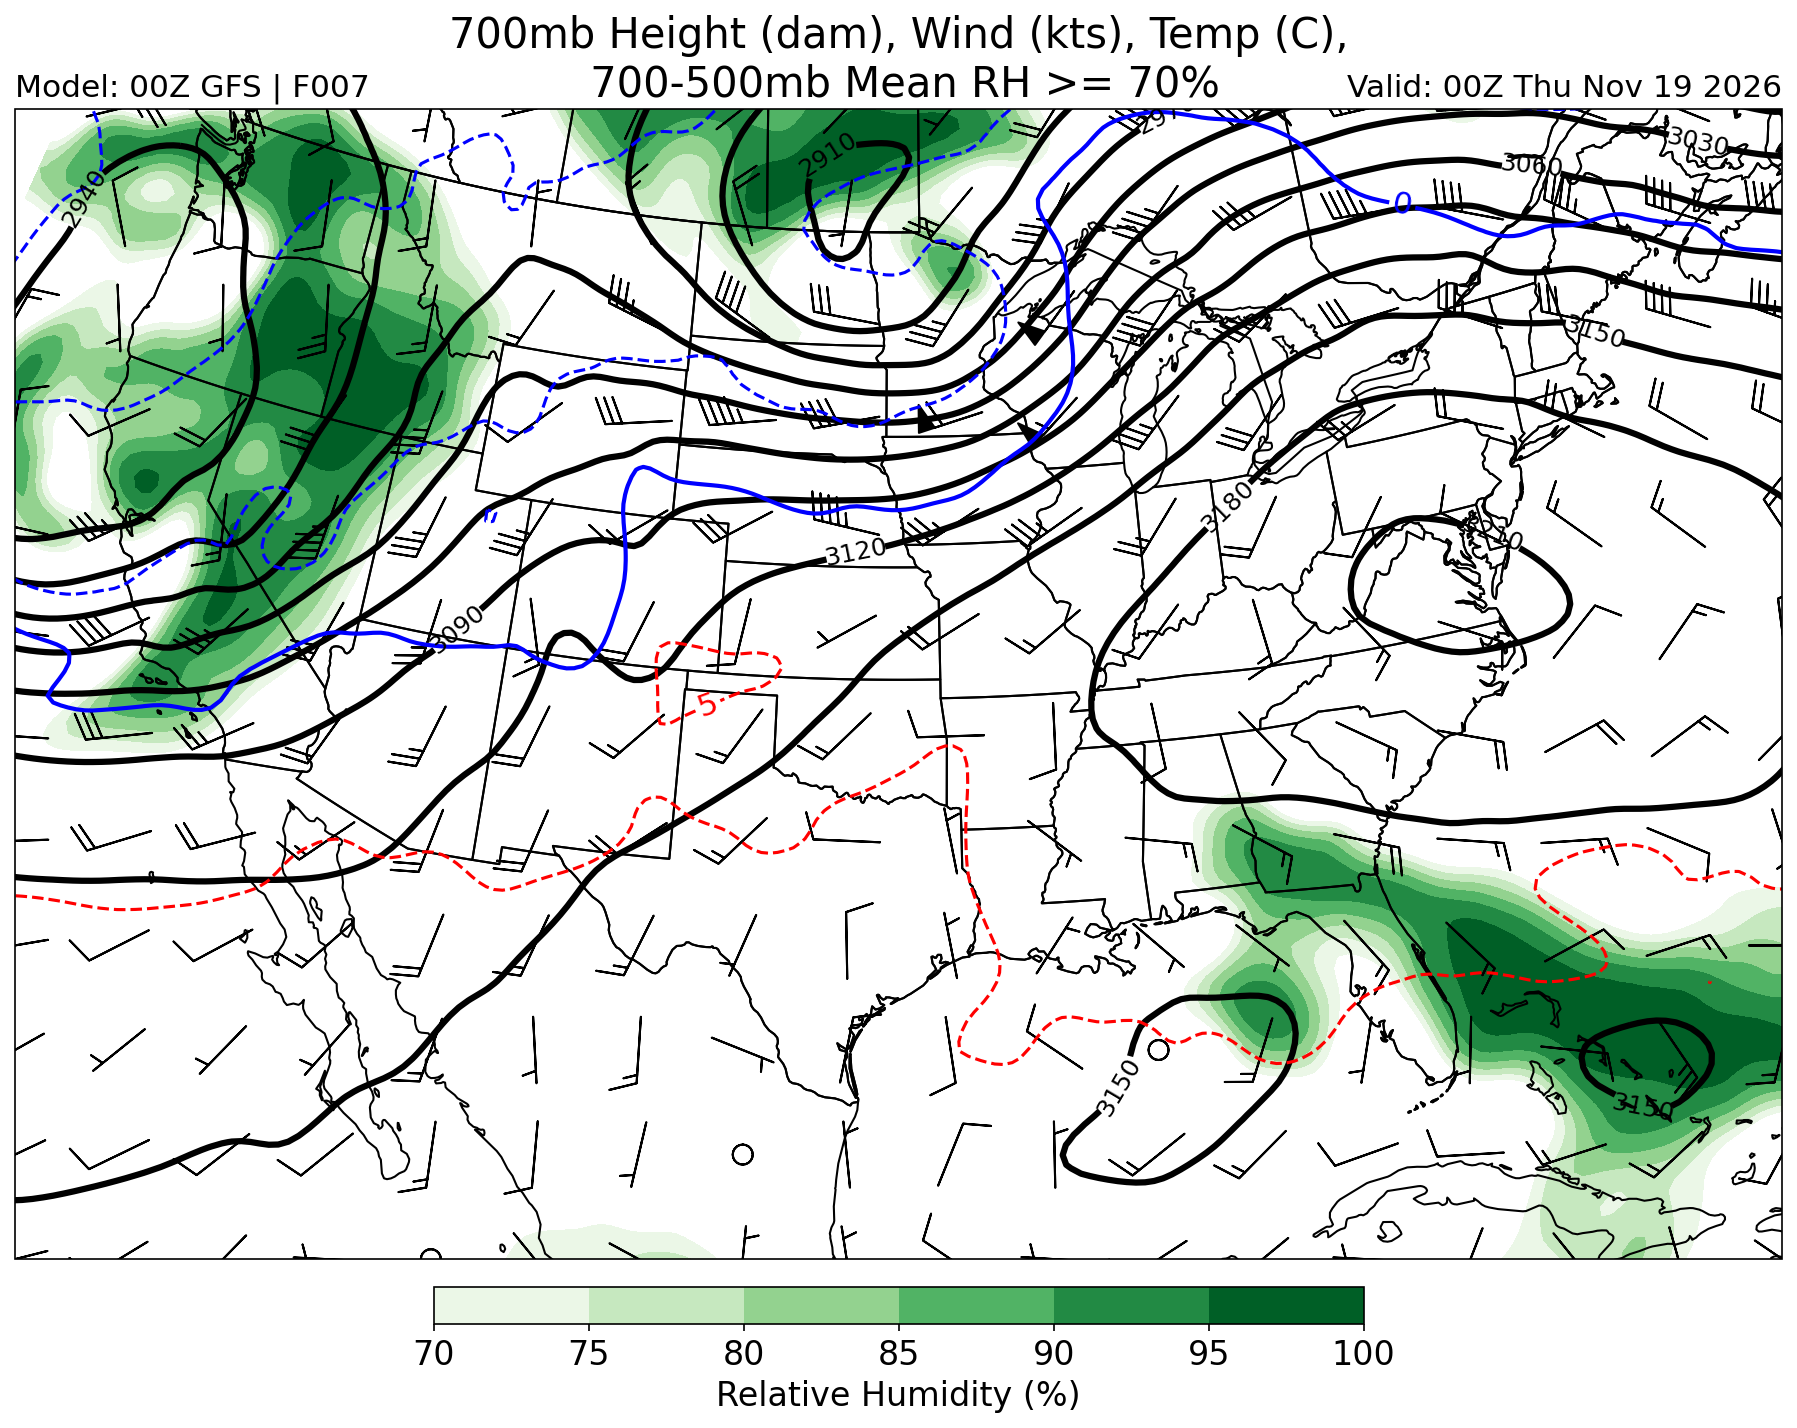 700mb Height (dam), Wind (kts), Temp (C),
700-500mb Mean RH >= 70%
Model: 00Z GFS | F007
Valid: 00Z Thu Nov 19 2026
2910
3030
3060
2940
0
3150
3180
3120
3090
5
3150
3150
70 75 80 85 90 95 100
Relative Humidity (%)